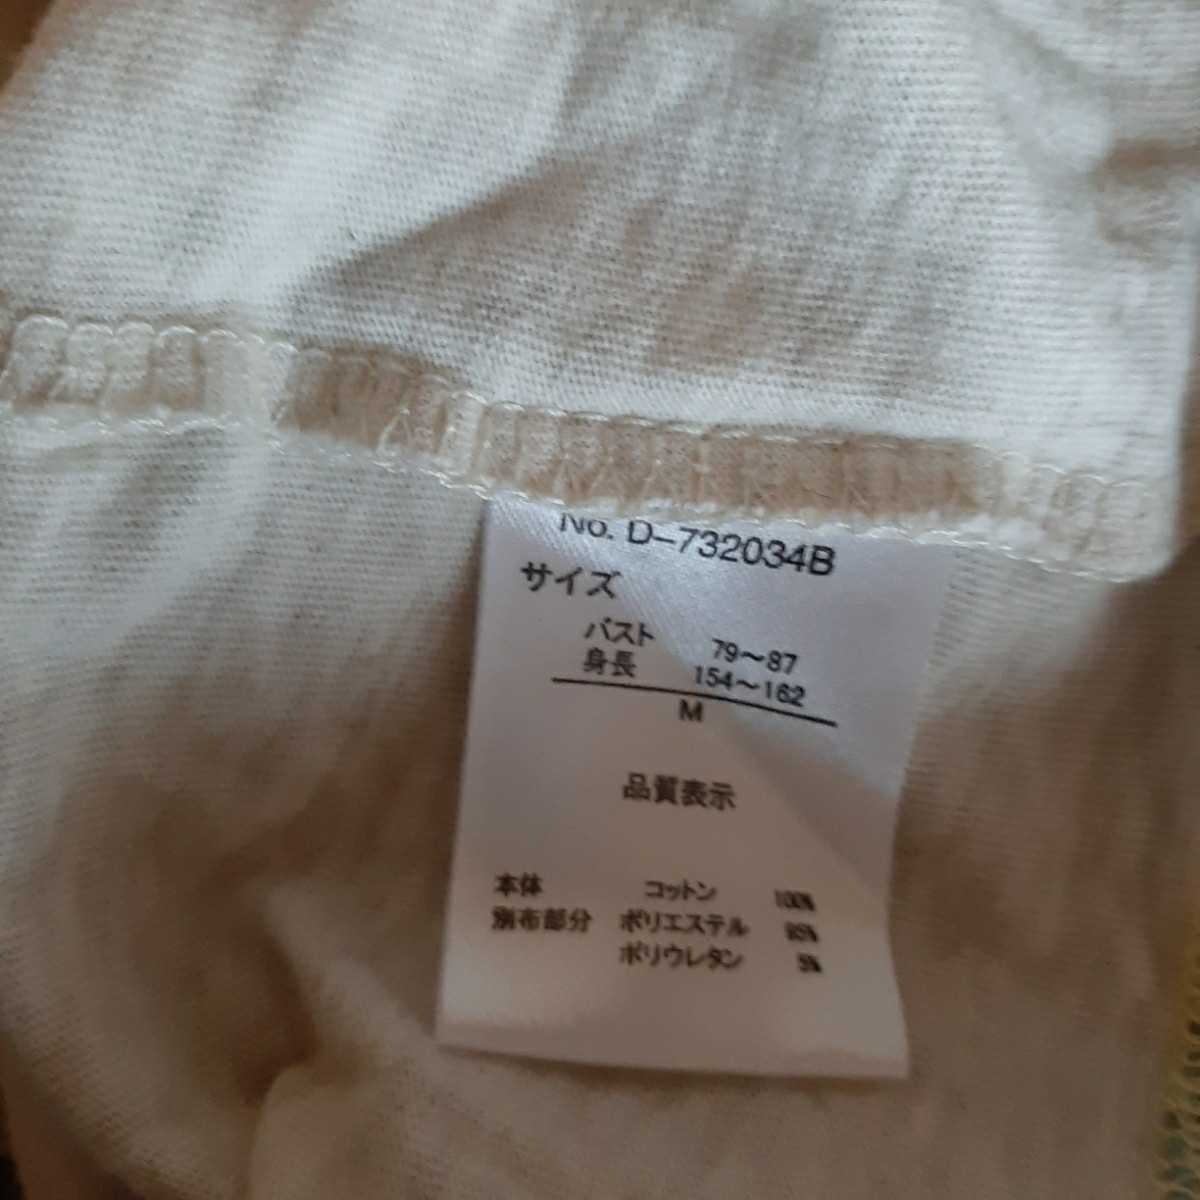 No. D-732034B
サイズ
バスト 79～87
身長 154～162
M
品質表示
本体 コットン 100%
別布部分 ポリエステル 95%
ポリウレタン 5%